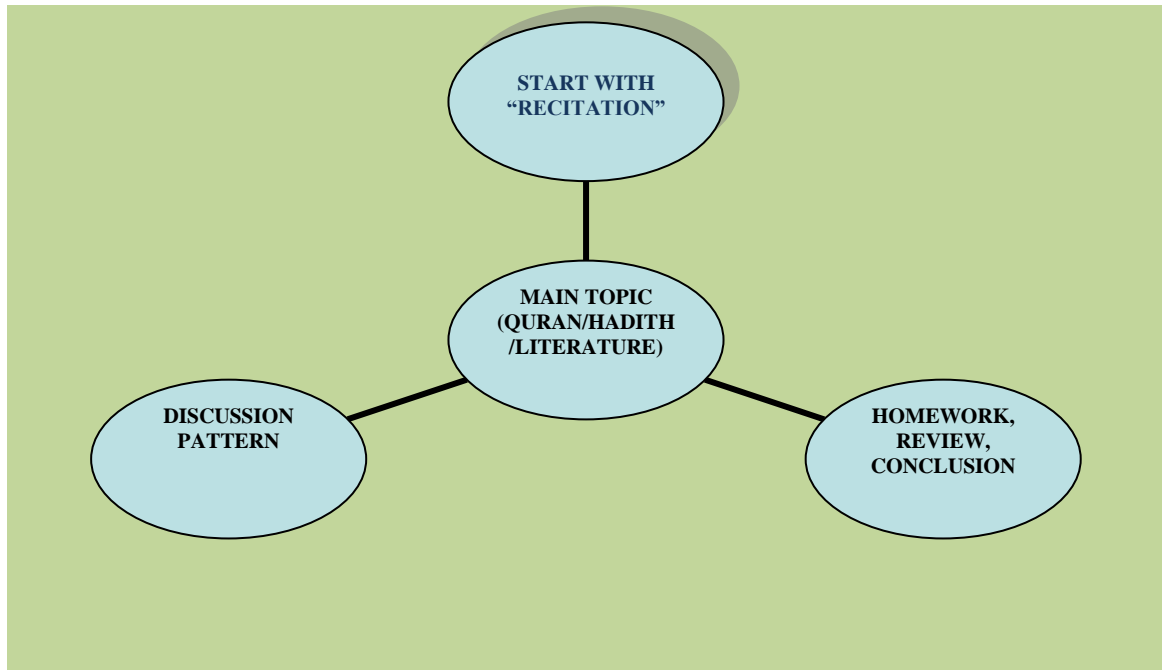 START WITH
“RECITATION”
MAIN TOPIC
(QURAN/HADITH
/LITERATURE)
DISCUSSION
PATTERN
HOMEWORK,
REVIEW,
CONCLUSION